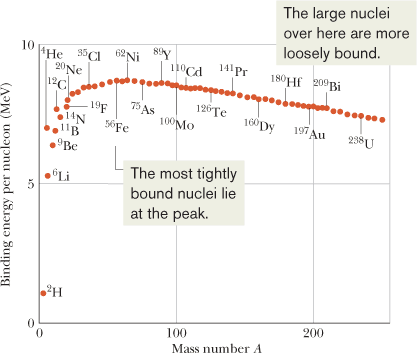 The large nuclei
over here are more
loosely bound.
10
5
0
Binding energy per nucleon (MeV)
⁴He
²⁰Ne
³⁵Cl
⁶²Ni
⁸⁹Y
¹¹⁰Cd
¹⁴¹Pr
¹⁸⁰Hf
²⁰⁹Bi
¹²C
¹⁴N
¹⁹F
¹¹B
⁹Be
⁶Li
²H
⁵⁶Fe
⁷⁵As
¹⁰⁰Mo
¹²⁶Te
¹⁶⁰Dy
¹⁹⁷Au
²³⁸U
The most tightly
bound nuclei lie
at the peak.
0
100
200
Mass number A